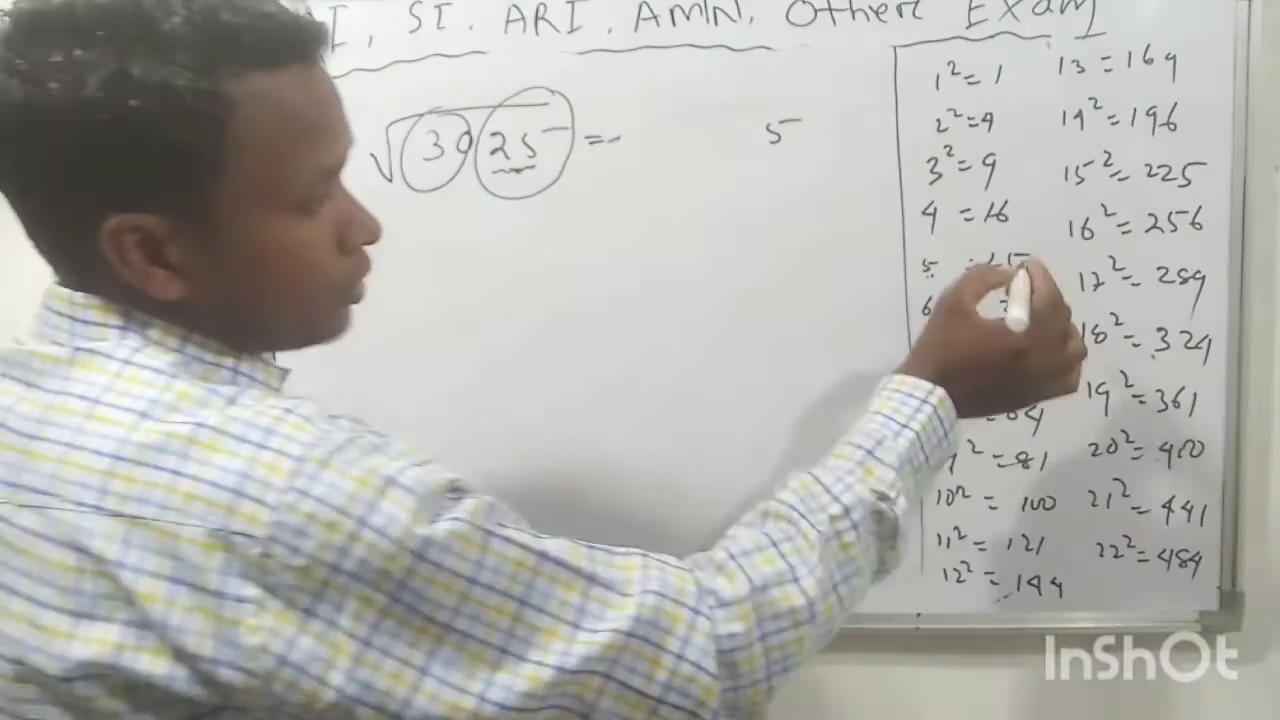 I, SI. ARI, AMIN, Other Exam
√3025 = 5
1² = 1
2² = 4
3² = 9
4 = 16
5 =
6
= 64
² = 81
10² = 100
11² = 121
12² = 144
13 = 169
14² = 196
15² = 225
16² = 256
17² = 289
18² = 324
19² = 361
20² = 400
21² = 441
22² = 484
InShOt